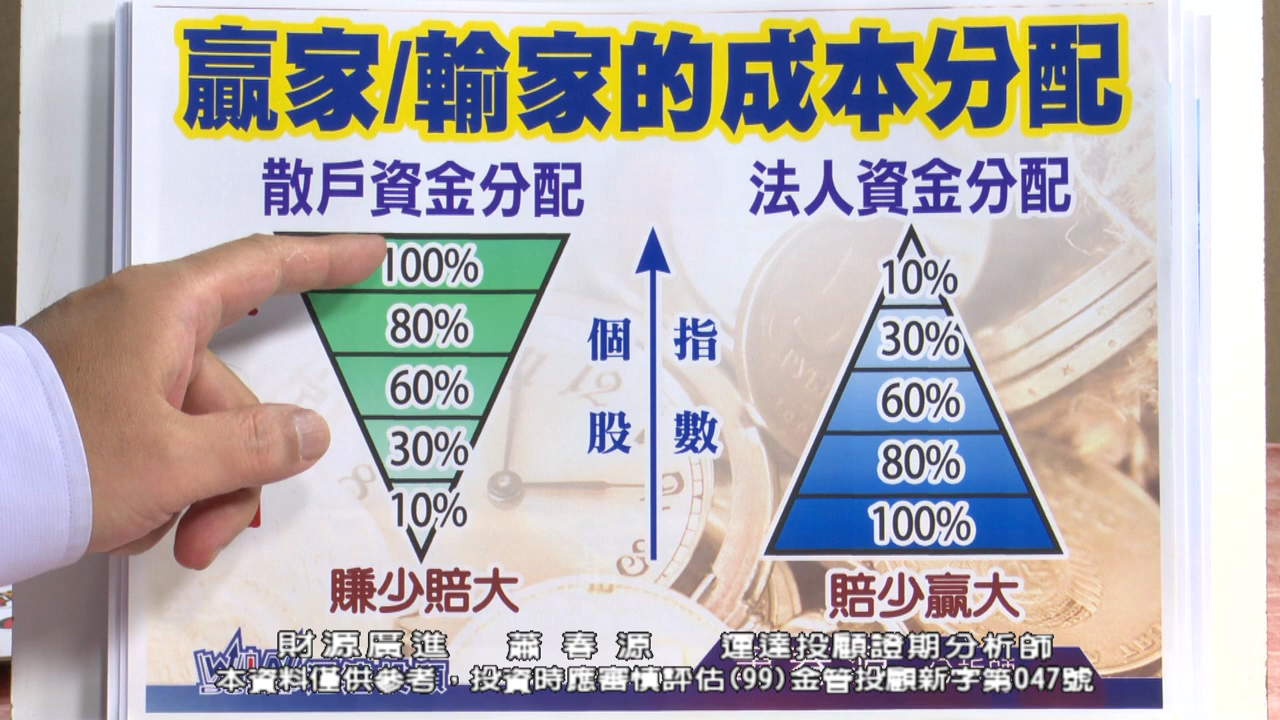 贏家/輸家的成本分配
散戶資金分配
100%
80%
60%
30%
10%
賺少賠大
個股
指數
法人資金分配
10%
30%
60%
80%
100%
賠少贏大
財源廣進 蕭春源 運達投顧證期分析師
本資料僅供參考，投資時應審慎評估(99)金管投顧新字第047號